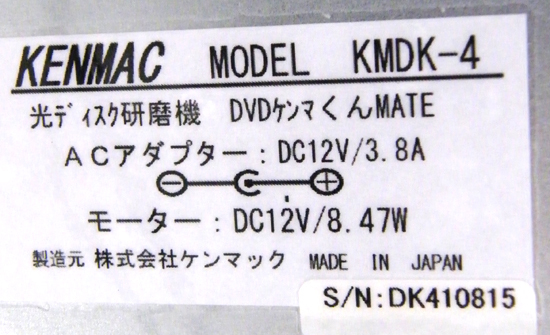 KENMAC MODEL KMDK-4
光ディスク研磨機 DVDケンマくんMATE
ACアダプター:DC12V/3.8A
モーター:DC12V/8.47W
製造元 株式会社ケンマック MADE IN JAPAN
S/N:DK410815